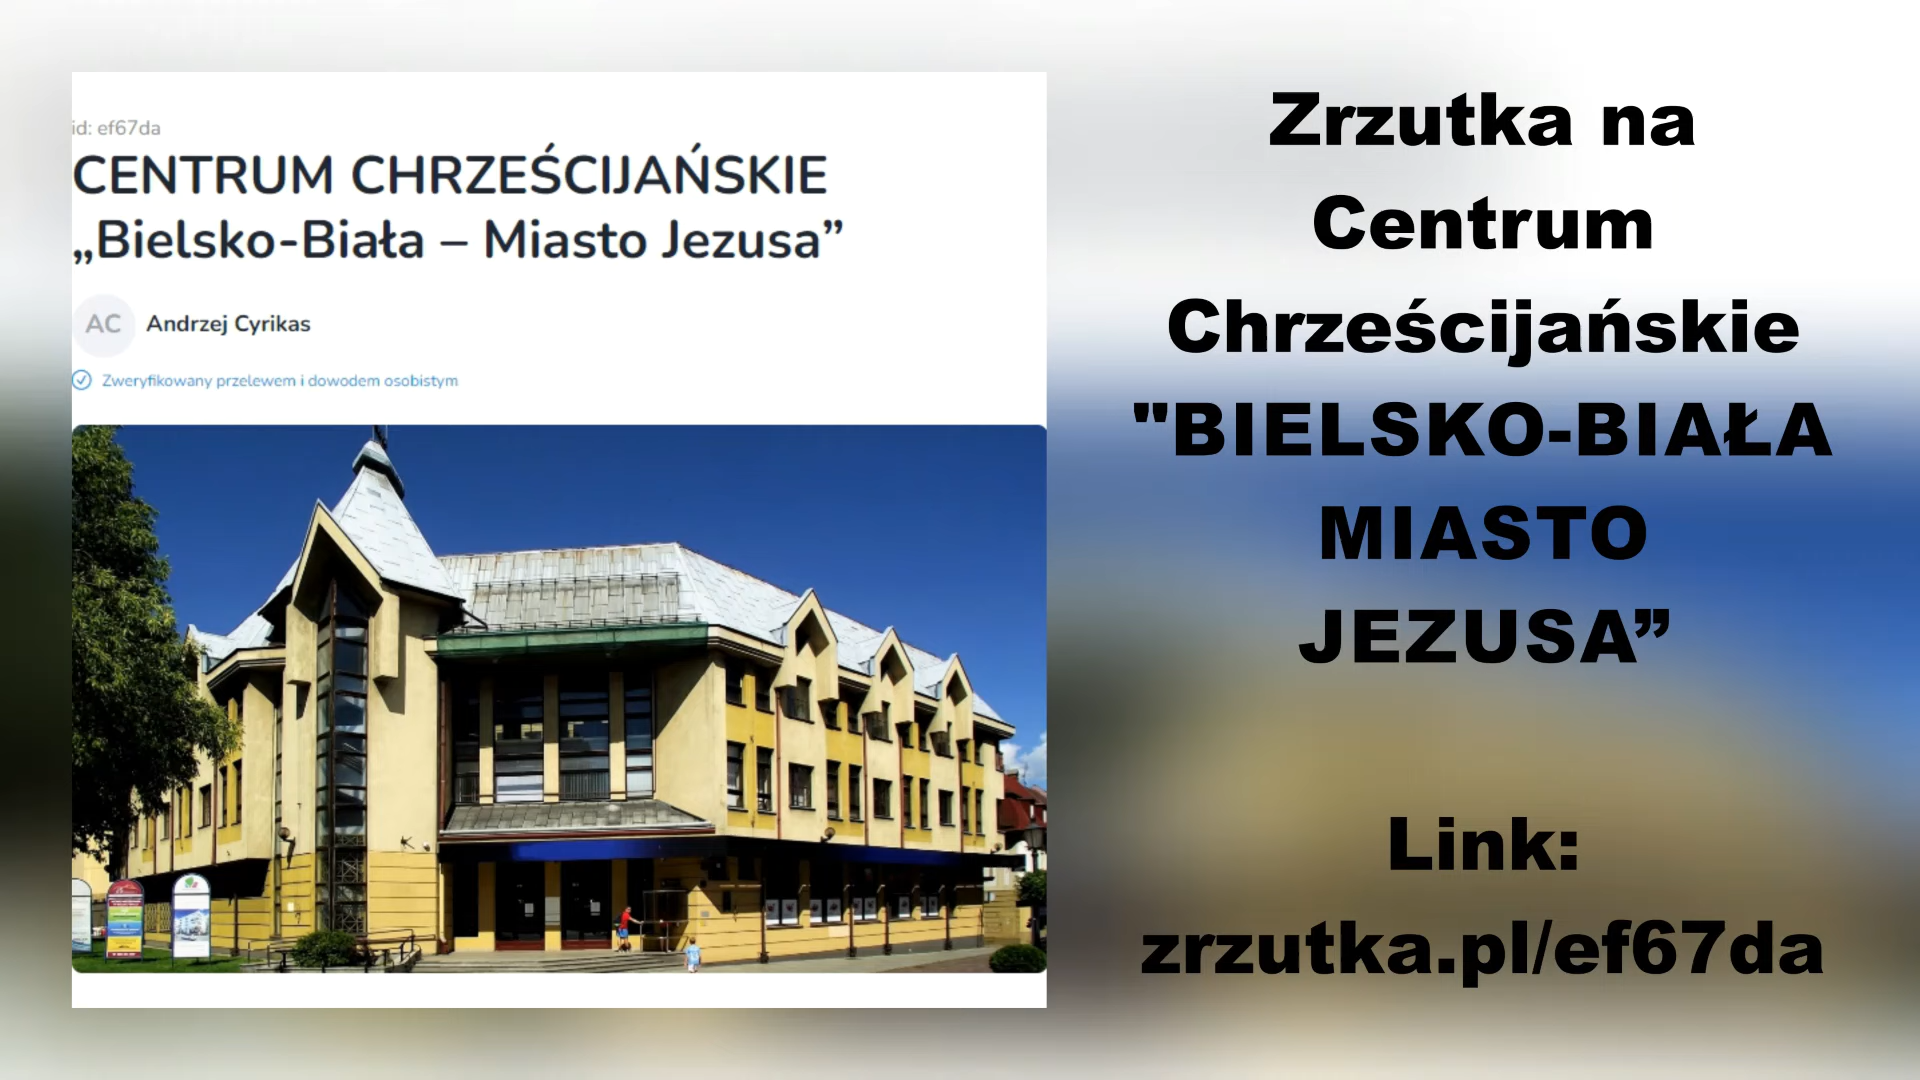 id: ef67da
CENTRUM CHRZEŚCIJAŃSKIE
„Bielsko-Biała – Miasto Jezusa”
AC Andrzej Cyrikas
Zweryfikowany przelewem i dowodem osobistym
Zrzutka na
Centrum
Chrześcijańskie
"BIELSKO-BIAŁA
MIASTO
JEZUSA”
Link:
zrzutka.pl/ef67da